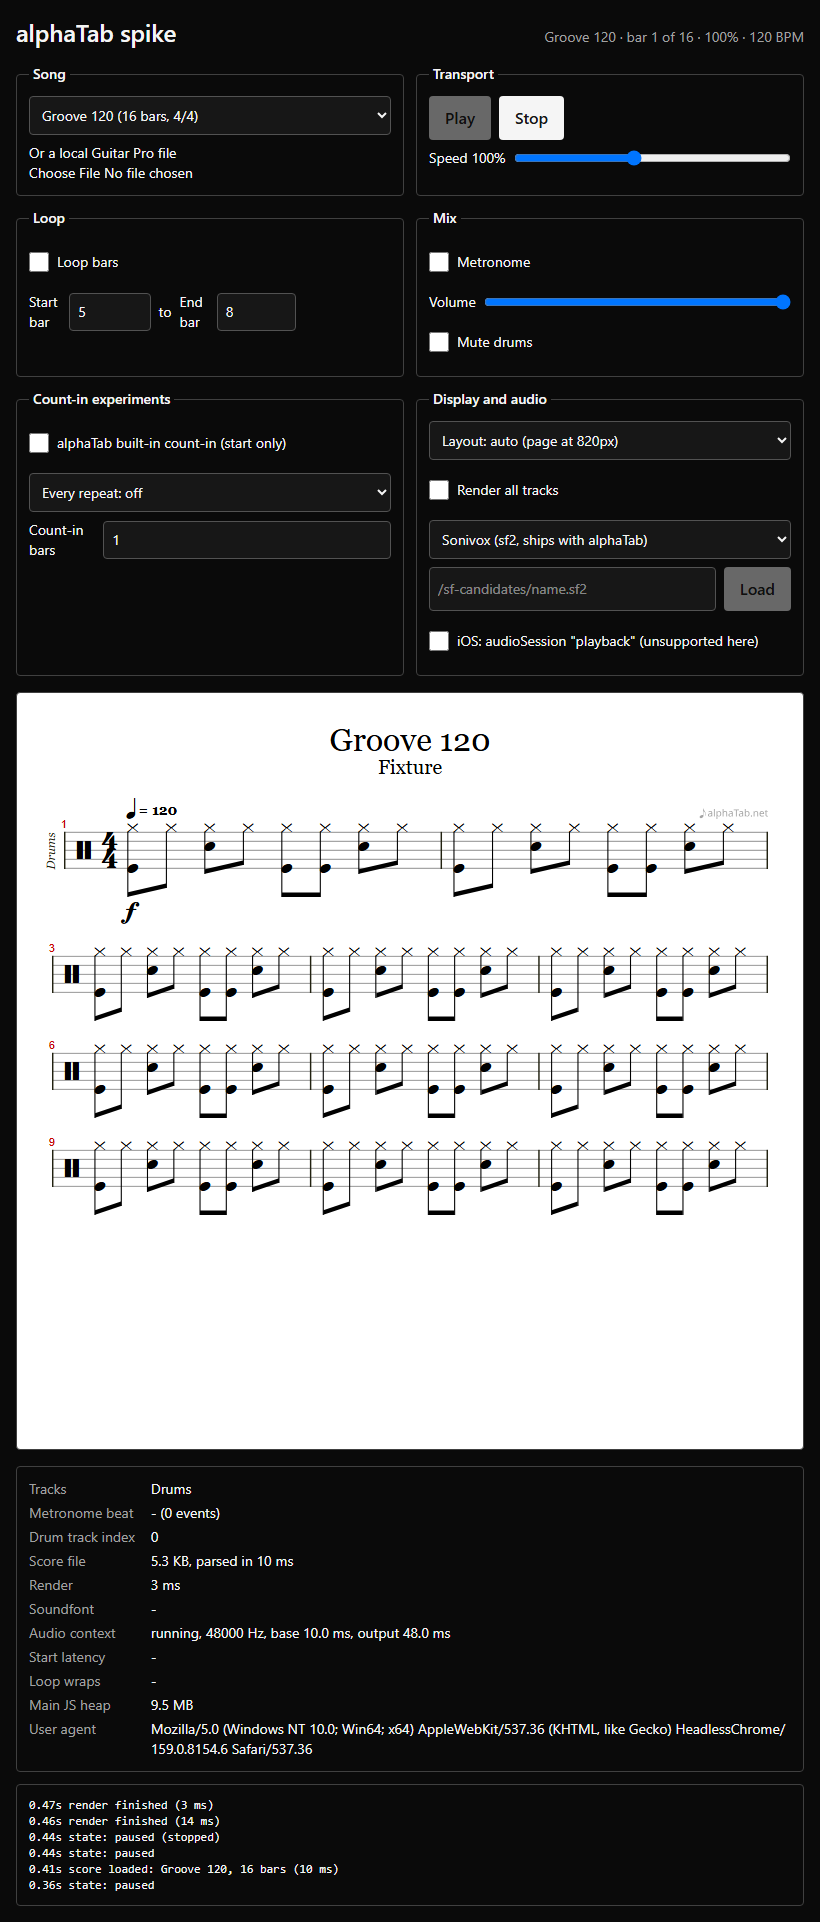 alphaTab spike
Groove 120 · bar 1 of 16 · 100% · 120 BPM
Song
Groove 120 (16 bars, 4/4)
Or a local Guitar Pro file
Choose File No file chosen
Transport
Play
Stop
Speed 100%
Loop
Loop bars
Start bar
5
to
End bar
8
Mix
Metronome
Volume
Mute drums
Count-in experiments
alphaTab built-in count-in (start only)
Every repeat: off
Count-in bars
1
Display and audio
Layout: auto (page at 820px)
Render all tracks
Sonivox (sf2, ships with alphaTab)
/sf-candidates/name.sf2
Load
iOS: audioSession "playback" (unsupported here)
Groove 120
Fixture
= 120
♪alphaTab.net
1
Drums
4/4
f
3
6
9
Tracks Drums
Metronome beat - (0 events)
Drum track index 0
Score file 5.3 KB, parsed in 10 ms
Render 3 ms
Soundfont -
Audio context running, 48000 Hz, base 10.0 ms, output 48.0 ms
Start latency -
Loop wraps -
Main JS heap 9.5 MB
User agent Mozilla/5.0 (Windows NT 10.0; Win64; x64) AppleWebKit/537.36 (KHTML, like Gecko) HeadlessChrome/
159.0.8154.6 Safari/537.36
0.47s render finished (3 ms)
0.46s render finished (14 ms)
0.44s state: paused (stopped)
0.44s state: paused
0.41s score loaded: Groove 120, 16 bars (10 ms)
0.36s state: paused